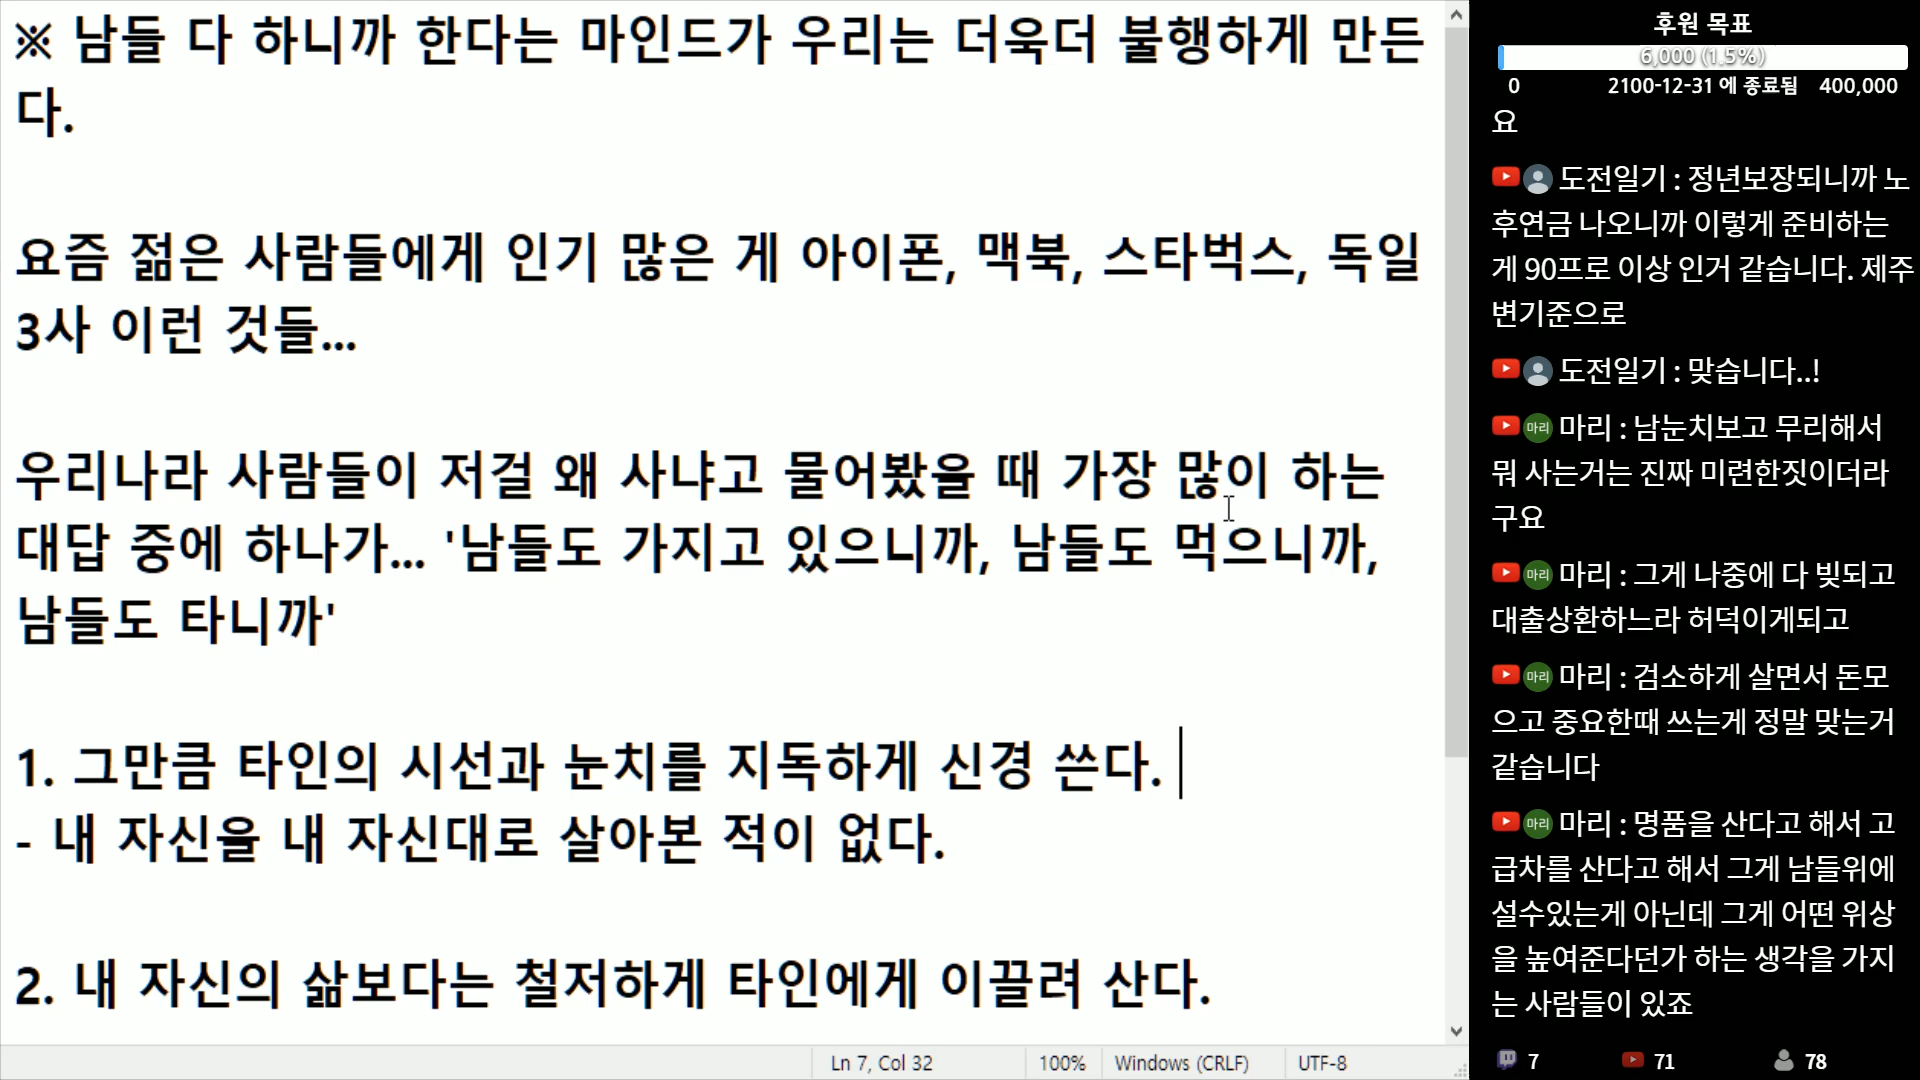 ※ 남들 다 하니까 한다는 마인드가 우리는 더욱더 불행하게 만든
다.
요즘 젊은 사람들에게 인기 많은 게 아이폰, 맥북, 스타벅스, 독일
3사 이런 것들...
우리나라 사람들이 저걸 왜 사냐고 물어봤을 때 가장 많이 하는
대답 중에 하나가... '남들도 가지고 있으니까, 남들도 먹으니까,
남들도 타니까'
1. 그만큼 타인의 시선과 눈치를 지독하게 신경 쓴다.
- 내 자신을 내 자신대로 살아본 적이 없다.
2. 내 자신의 삶보다는 철저하게 타인에게 이끌려 산다.
Ln 7, Col 32
100%
Windows (CRLF)
UTF-8
후원 목표
6,000 (1.5%)
0 2100-12-31 에 종료됨 400,000
요
도전일기 : 정년보장되니까 노
후연금 나오니까 이렇게 준비하는
게 90프로 이상 인거 같습니다. 제주
변기준으로
도전일기 : 맞습니다..!
마리 마리 : 남눈치보고 무리해서
뭐 사는거는 진짜 미련한짓이더라
구요
마리 마리 : 그게 나중에 다 빚되고
대출상환하느라 허덕이게되고
마리 마리 : 검소하게 살면서 돈모
으고 중요한때 쓰는게 정말 맞는거
같습니다
마리 마리 : 명품을 산다고 해서 고
급차를 산다고 해서 그게 남들위에
설수있는게 아닌데 그게 어떤 위상
을 높여준다던가 하는 생각을 가지
는 사람들이 있죠
7 71 78